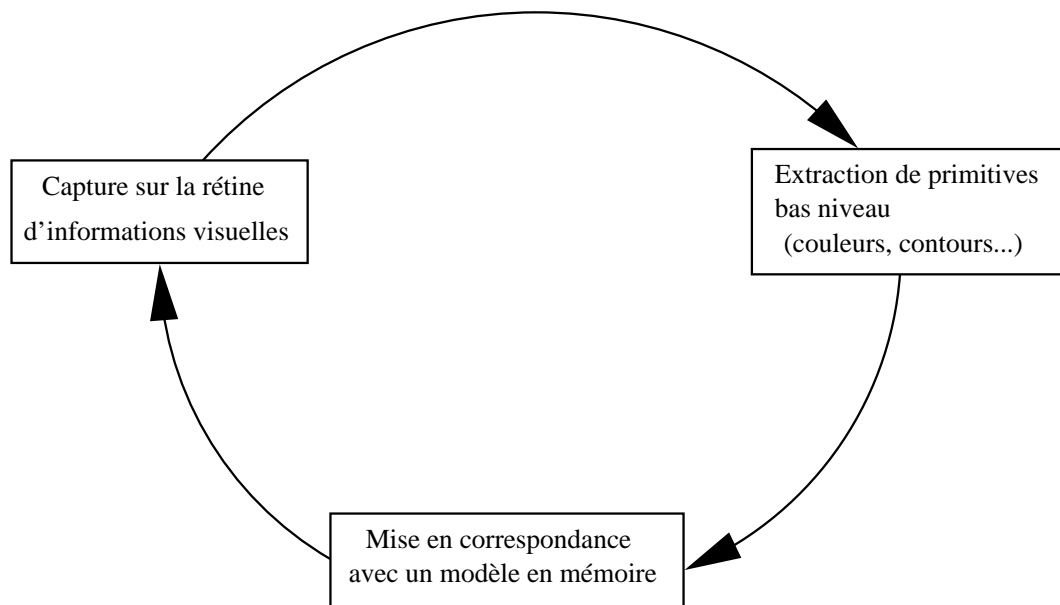 Capture sur la rétine
d'informations visuelles
Extraction de primitives
bas niveau
(couleurs, contours...)
Mise en correspondance
avec un modèle en mémoire